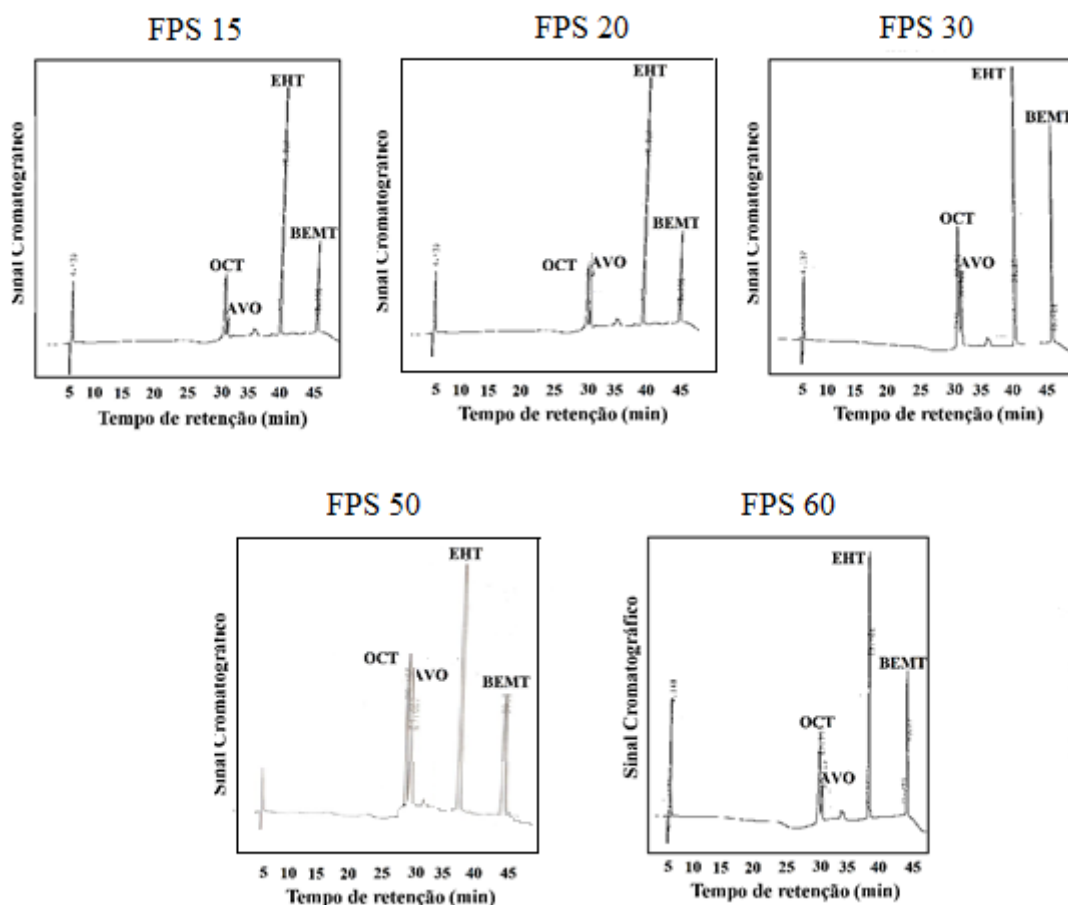 FPS 15
EHT
BEMT
OCT
AVO
Sinal Cromatográfico
5 10 15 20 25 30 35 40 45
Tempo de retenção (min)
FPS 20
EHT
BEMT
OCT
AVO
Sinal Cromatográfico
5 10 15 20 25 30 35 40 45
Tempo de retenção (min)
FPS 30
EHT
BEMT
OCT
AVO
Sinal Cromatográfico
5 10 15 20 25 30 35 40 45
Tempo de retenção (min)
FPS 50
EHT
OCT
AVO
BEMT
Sinal Cromatográfico
5 10 15 20 25 30 35 40 45
Tempo de retenção (min)
FPS 60
EHT
BEMT
OCT
AVO
Sinal Cromatográfico
5 10 15 20 25 30 35 40 45
Tempo de retenção (min)